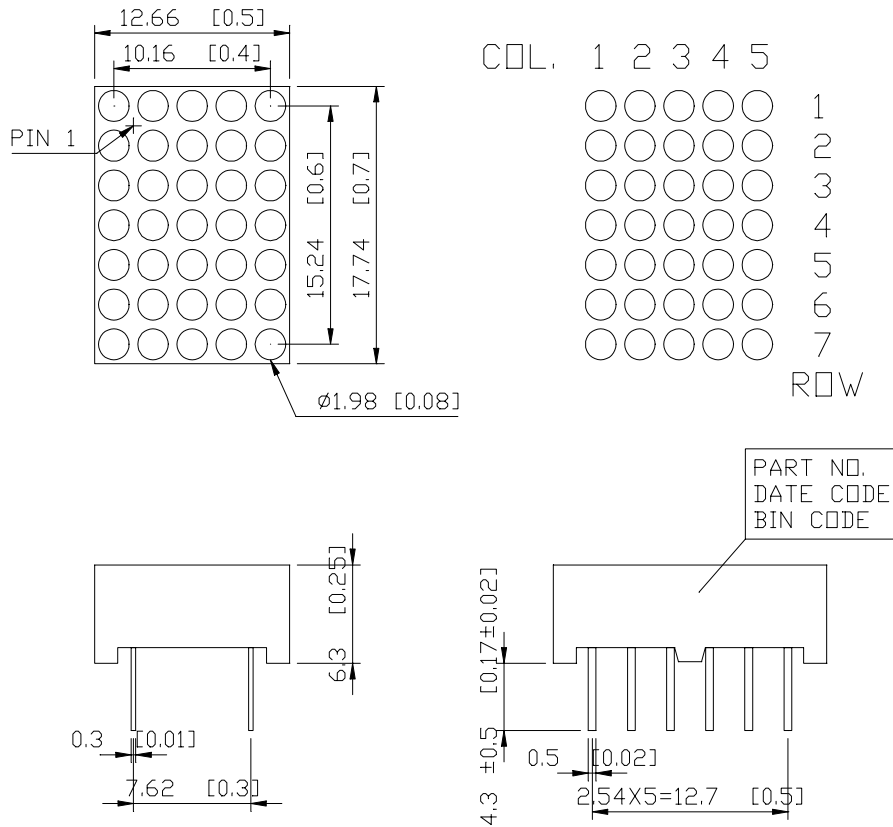 12.66 [0.5]
10.16 [0.4]
PIN 1
15.24 [0.6]
17.74 [0.7]
ø1.98 [0.08]
COL. 1 2 3 4 5
1
2
3
4
5
6
7
ROW
PART NO.
DATE CODE
BIN CODE
6.3 [0.25]
0.3 [0.01]
7.62 [0.3]
4.3 ±0.5 [0.17±0.02]
0.5 [0.02]
2.54X5=12.7 [0.5]